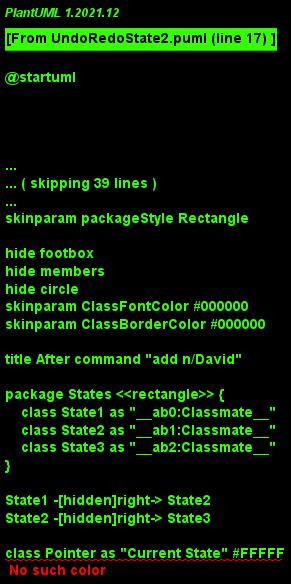 PlantUML 1.2021.12
[From UndoRedoState2.puml (line 17) ]
@startuml
...
... ( skipping 39 lines )
...
skinparam packageStyle Rectangle
hide footbox
hide members
hide circle
skinparam ClassFontColor #000000
skinparam ClassBorderColor #000000
title After command "add n/David"
package States <<rectangle>> {
class State1 as "__ab0:Classmate__"
class State2 as "__ab1:Classmate__"
class State3 as "__ab2:Classmate__"
}
State1 -[hidden]right-> State2
State2 -[hidden]right-> State3
class Pointer as "Current State" #FFFFF
No such color